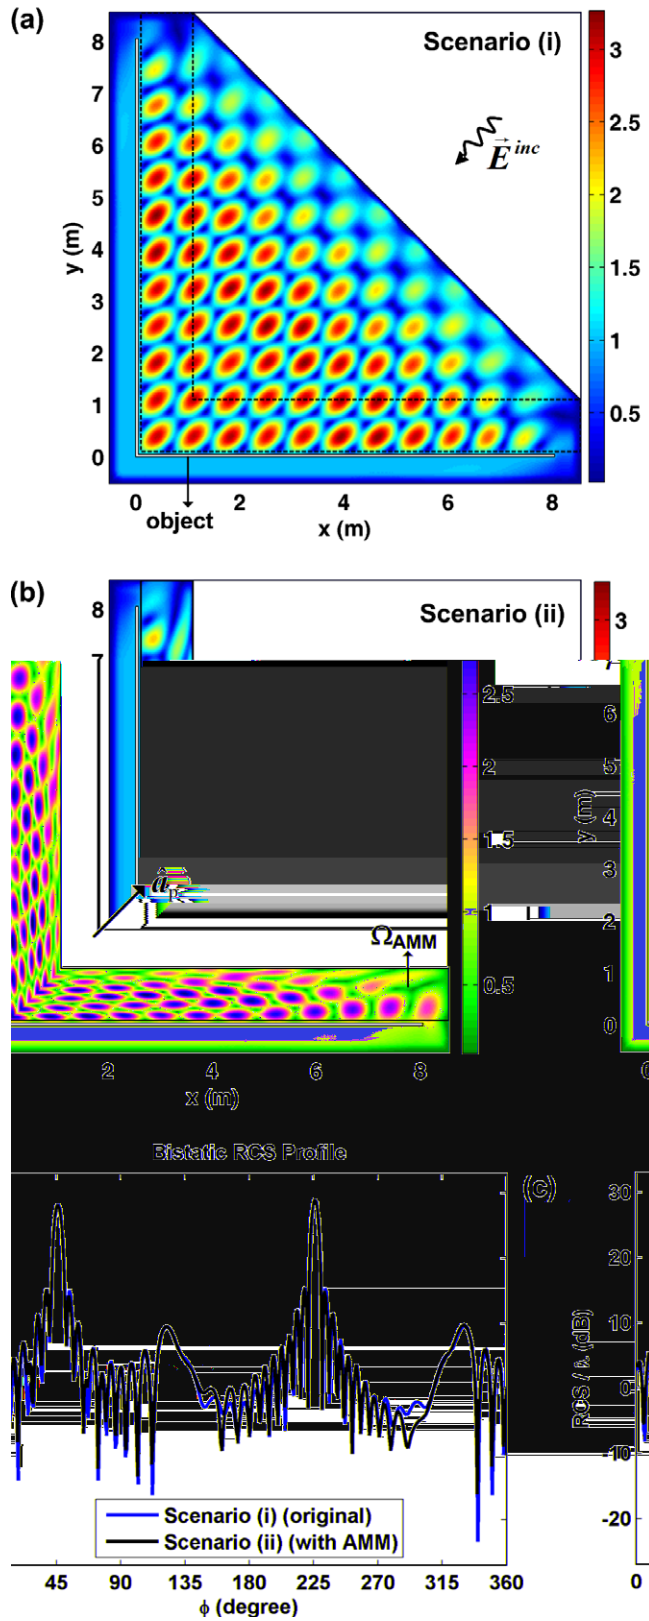 (a)
Scenario (i)
E inc
y (m)
8
7
6
5
4
3
2
1
0
0 2 4 6 8
x (m)
object
3
2.5
2
1.5
1
0.5
(b)
Scenario (ii)
8
7
3
2.5
2
1.5
1
0.5
7
6
5
4
3
2
1
0
y (m)
â p
Ω AMM
2 4 6 8
x (m)
Bistatic RCS Profile
(c)
30
20
10
0
-10
-20
RCS / λ (dB)
Scenario (i) (original)
Scenario (ii) (with AMM)
45 90 135 180 225 270 315 360
ϕ (degree)
0